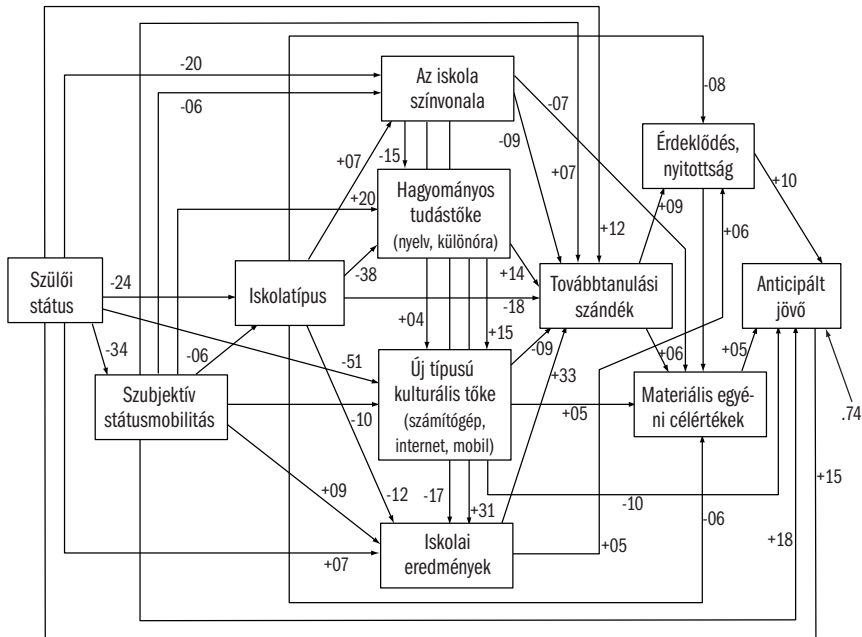 -20
-06
-08
Az iskola
színvonala
-07
-09
Érdeklődés,
nyitottság
+07
-15
+07
Hagyományos
tudástőke
(nyelv, különóra)
+20
+10
+09
+12
+06
Szülői
státus
-24
Iskolatípus
-38
+14
Továbbtanulási
szándék
Anticipált
jövő
-18
+04
+15
-34
-06
-51
-09
+06
+05
Szubjektív
státusmobilitás
Új típusú
kulturális tőke
(számítógép,
internet, mobil)
+33
Materiális egyé-
ni célértékek
-10
-10
+05
.74
+09
-12
-17
+31
-10
-06
+15
+07
Iskolai
eredmények
+05
+18